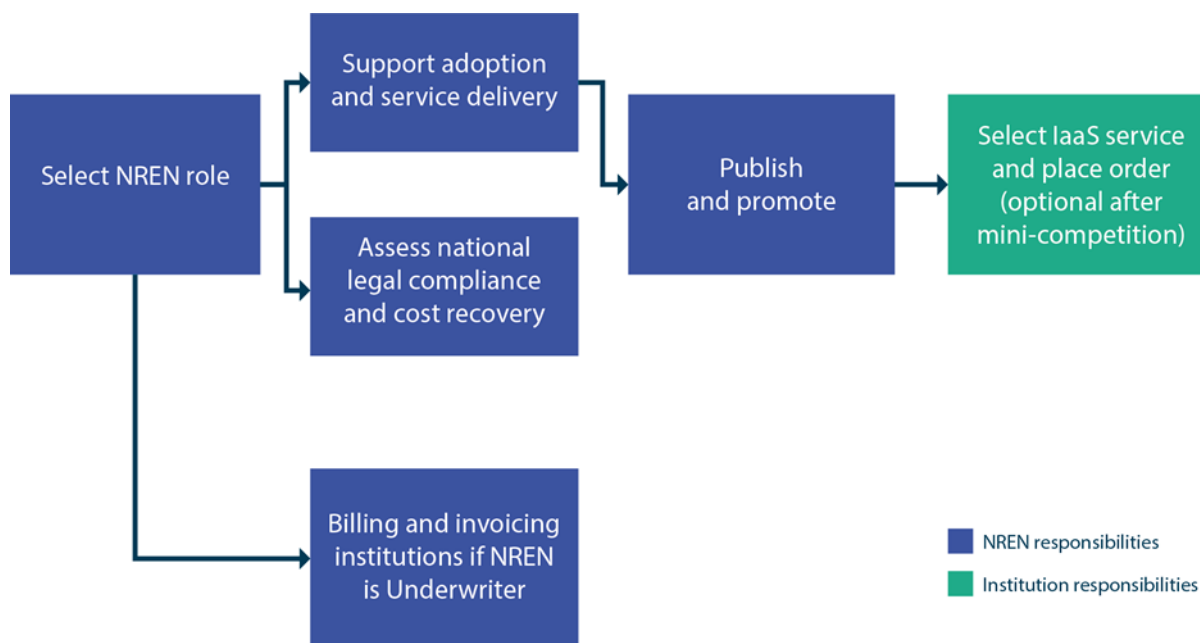 Select NREN role
Support adoption
and service delivery
Assess national
legal compliance
and cost recovery
Publish
and promote
Select IaaS service
and place order
(optional after
mini-competition)
Billing and invoicing
institutions if NREN
is Underwriter
NREN responsibilities
Institution responsibilities